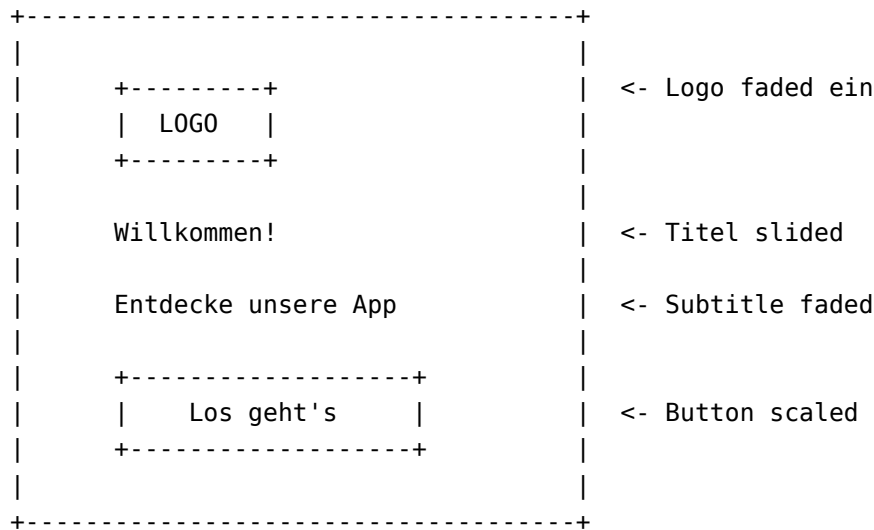 LOGO
<- Logo faded ein
Willkommen!
<- Titel slided
Entdecke unsere App
<- Subtitle faded
Los geht's
<- Button scaled